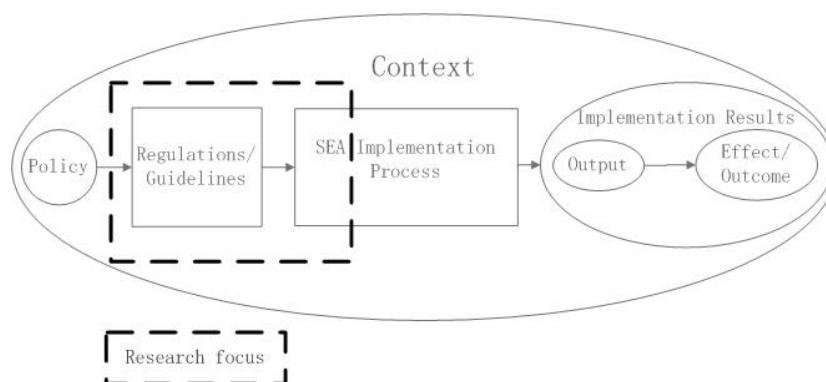 Context
Policy
Regulations/
Guidelines
SEA Implementation
Process
Implementation Results
Output
Effect/
Outcome
Research focus